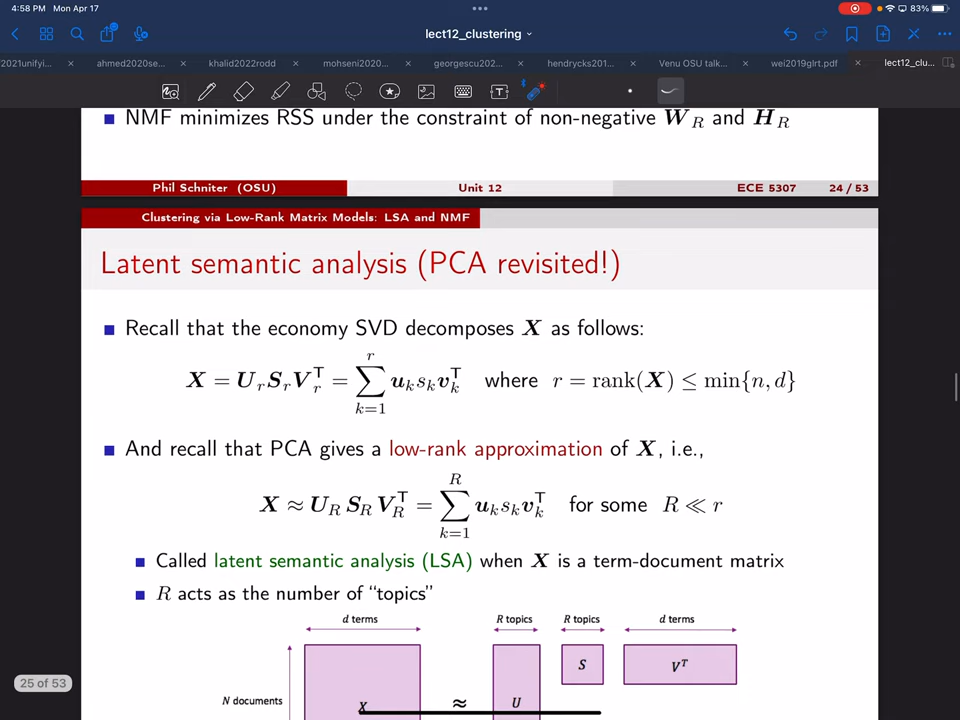 4:58 PM Mon Apr 17
83%
lect12_clustering
2021unifyi...
ahmed2020se...
khalid2022rodd
mohseni2020...
georgescu202...
hendrycks201...
Venu OSU talk...
wei2019glrt.pdf
lect12_clu...
NMF minimizes RSS under the constraint of non-negative W_R and H_R
Phil Schniter (OSU) Unit 12 ECE 5307 24 / 53
Clustering via Low-Rank Matrix Models: LSA and NMF
Latent semantic analysis (PCA revisited!)
Recall that the economy SVD decomposes X as follows:
X = U_r S_r V_r^T = ∑_{k=1}^{r} u_k s_k v_k^T where r = rank(X) ≤ min{n, d}
And recall that PCA gives a low-rank approximation of X, i.e.,
X ≈ U_R S_R V_R^T = ∑_{k=1}^{R} u_k s_k v_k^T for some R ≪ r
Called latent semantic analysis (LSA) when X is a term-document matrix
R acts as the number of “topics”
d terms R topics R topics d terms
S V^T
25 of 53
N documents X ≈ U